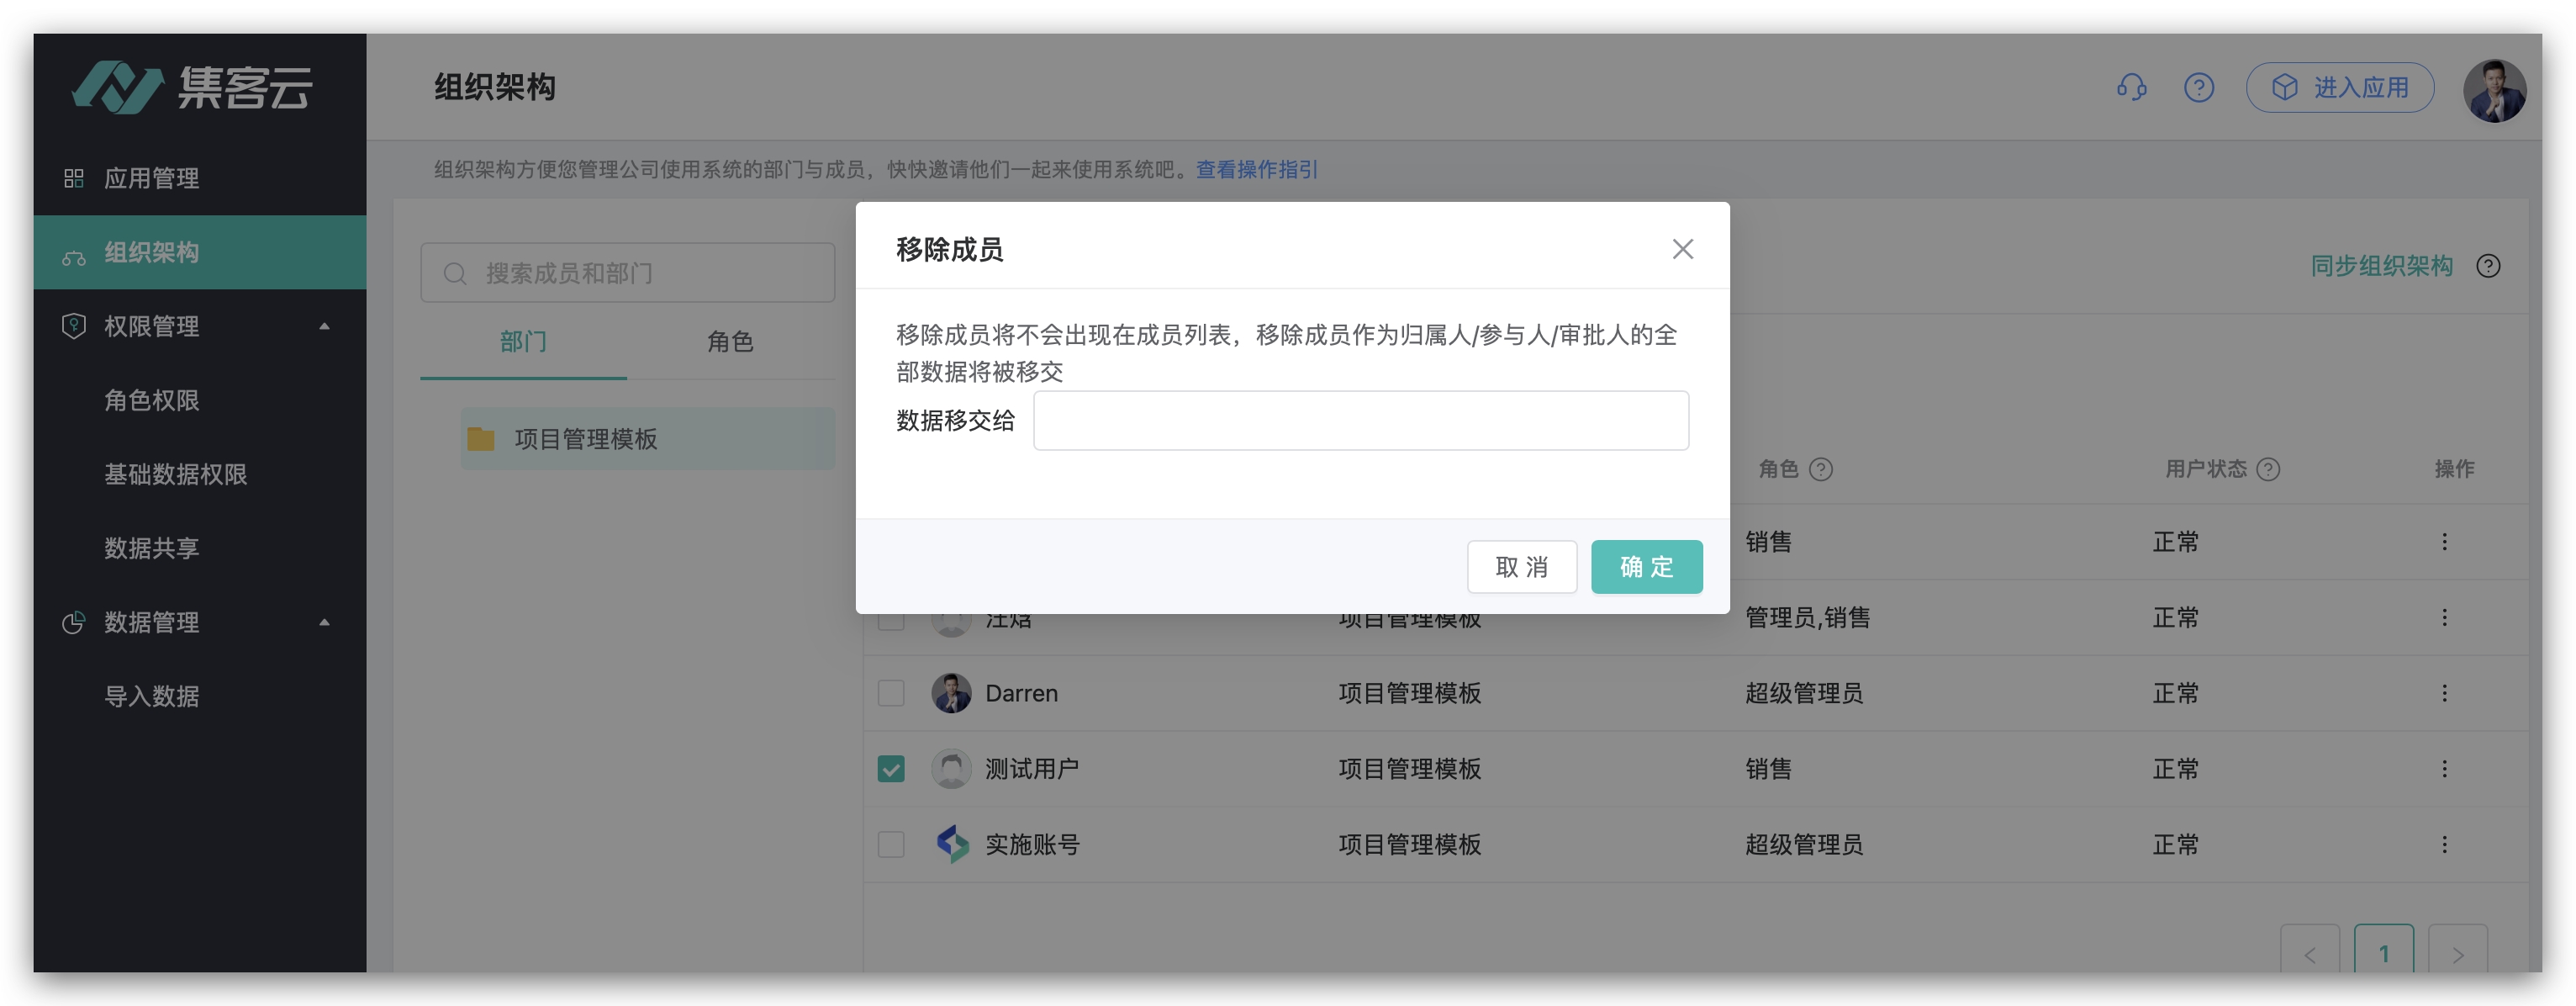 集客云
应用管理
组织架构
权限管理
角色权限
基础数据权限
数据共享
数据管理
导入数据
组织架构
进入应用
组织架构方便您管理公司使用系统的部门与成员，快快邀请他们一起来使用系统吧。查看操作指引
搜索成员和部门
部门 角色
项目管理模板
同步组织架构
移除成员
移除成员将不会出现在成员列表，移除成员作为归属人/参与人/审批人的全
部数据将被移交
数据移交给
取 消 确 定
角色 用户状态 操作
销售 正常
项目管理模板 管理员,销售 正常
Darren 项目管理模板 超级管理员 正常
测试用户 项目管理模板 销售 正常
实施账号 项目管理模板 超级管理员 正常
< 1 >